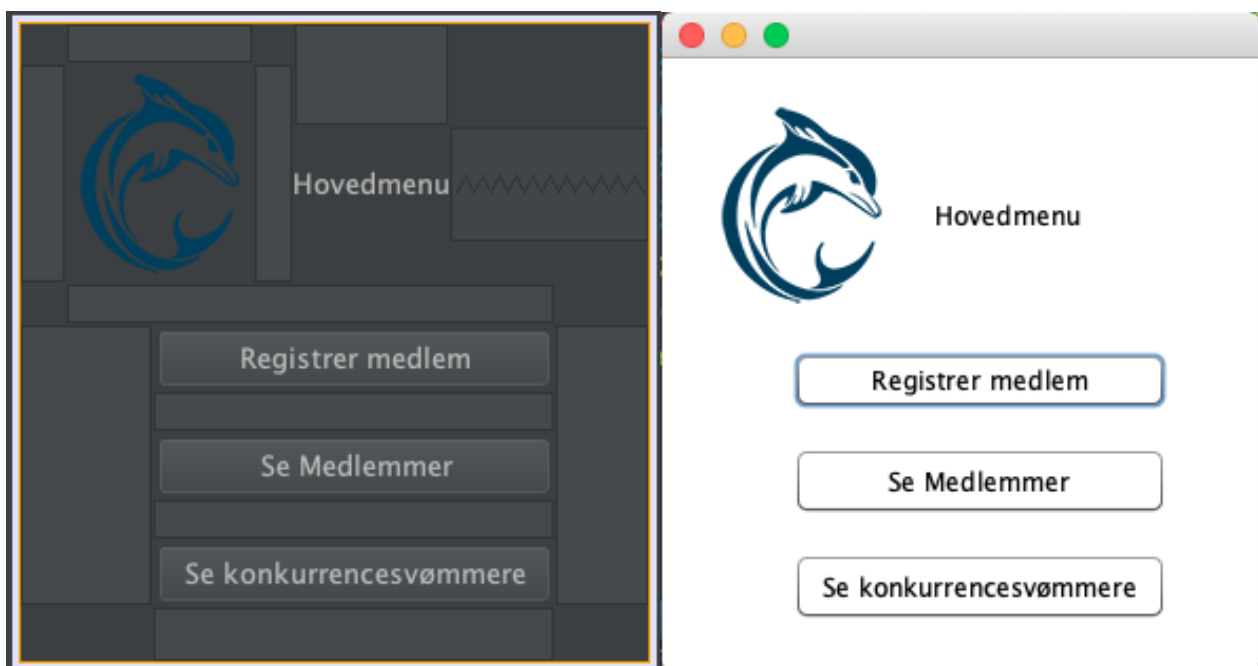 Hovedmenu
Registrer medlem
Se Medlemmer
Se konkurrencesvømmere
Hovedmenu
Registrer medlem
Se Medlemmer
Se konkurrencesvømmere